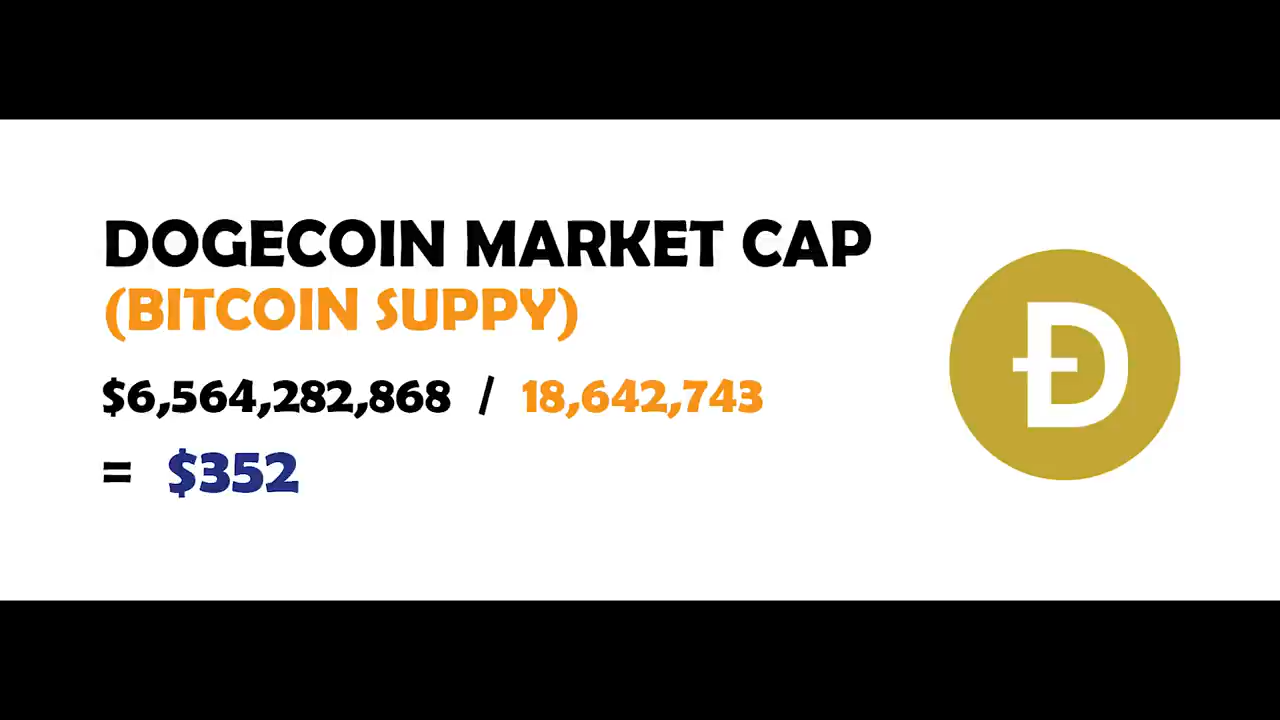 DOGECOIN MARKET CAP
(BITCOIN SUPPY)
$6,564,282,868 / 18,642,743
= $352